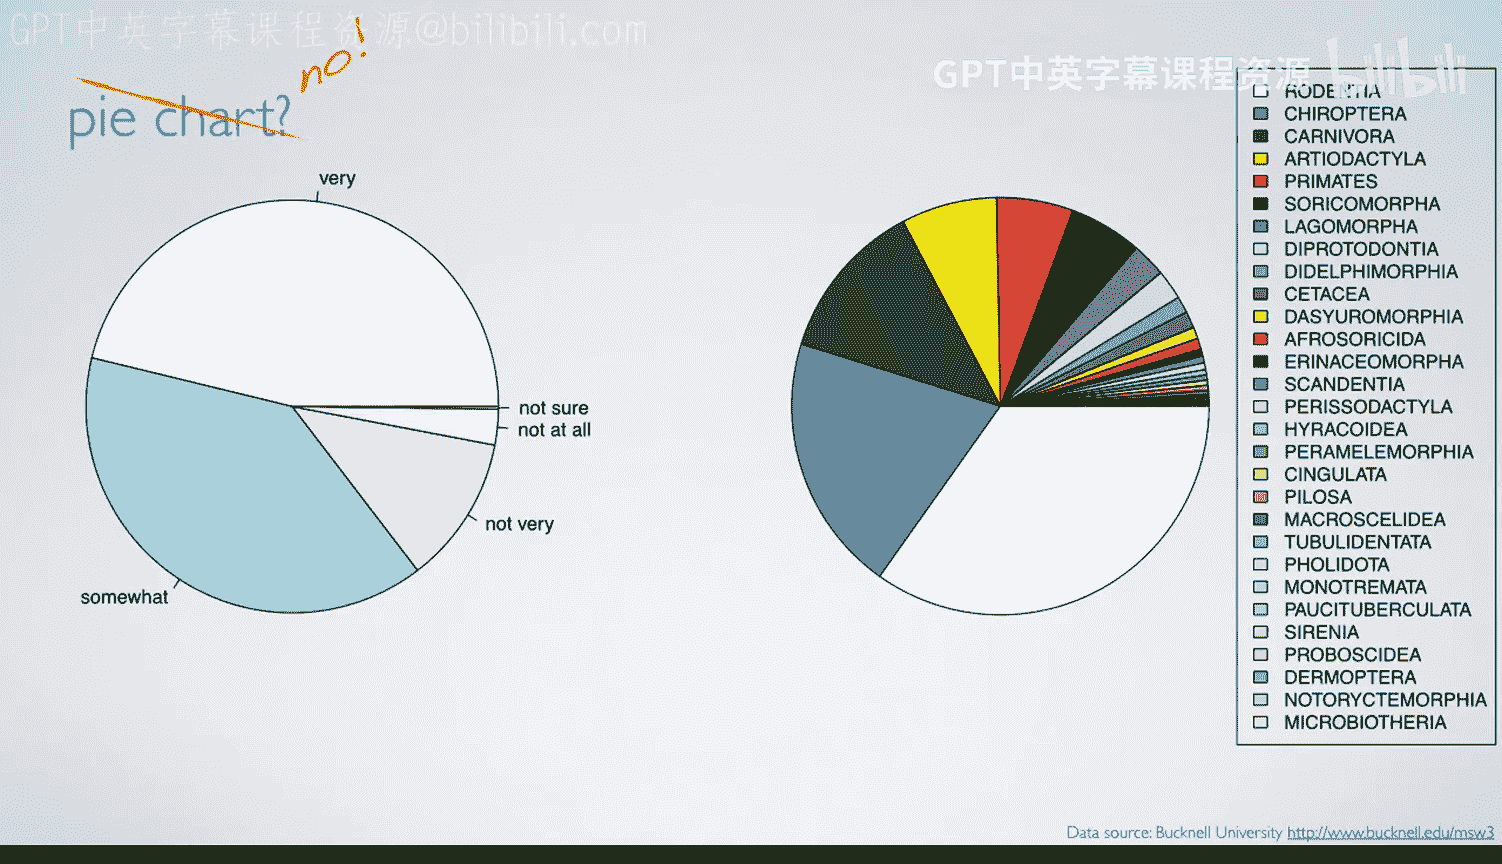 GPT中英字幕课程资源@bilibili.com
no!
pie chart?
GPT中英字幕课程资源 bilibili
very
not sure
not at all
not very
somewhat
RODENTIA
CHIROPTERA
CARNIVORA
ARTIODACTYLA
PRIMATES
SORICOMORPHA
LAGOMORPHA
DIPROTODONTIA
DIDELPHIMORPHIA
CETACEA
DASYUROMORPHIA
AFROSORICIDA
ERINACEOMORPHA
SCANDENTIA
PERISSODACTYLA
HYRACOIDEA
PERAMELEMORPHIA
CINGULATA
PILOSA
MACROSCELIDEA
TUBULIDENTATA
PHOLIDOTA
MONOTREMATA
PAUCITUBERCULATA
SIRENIA
PROBOSCIDEA
DERMOPTERA
NOTORYCTEMORPHIA
MICROBIOTHERIA
Data source: Bucknell University http://www.bucknell.edu/msw3